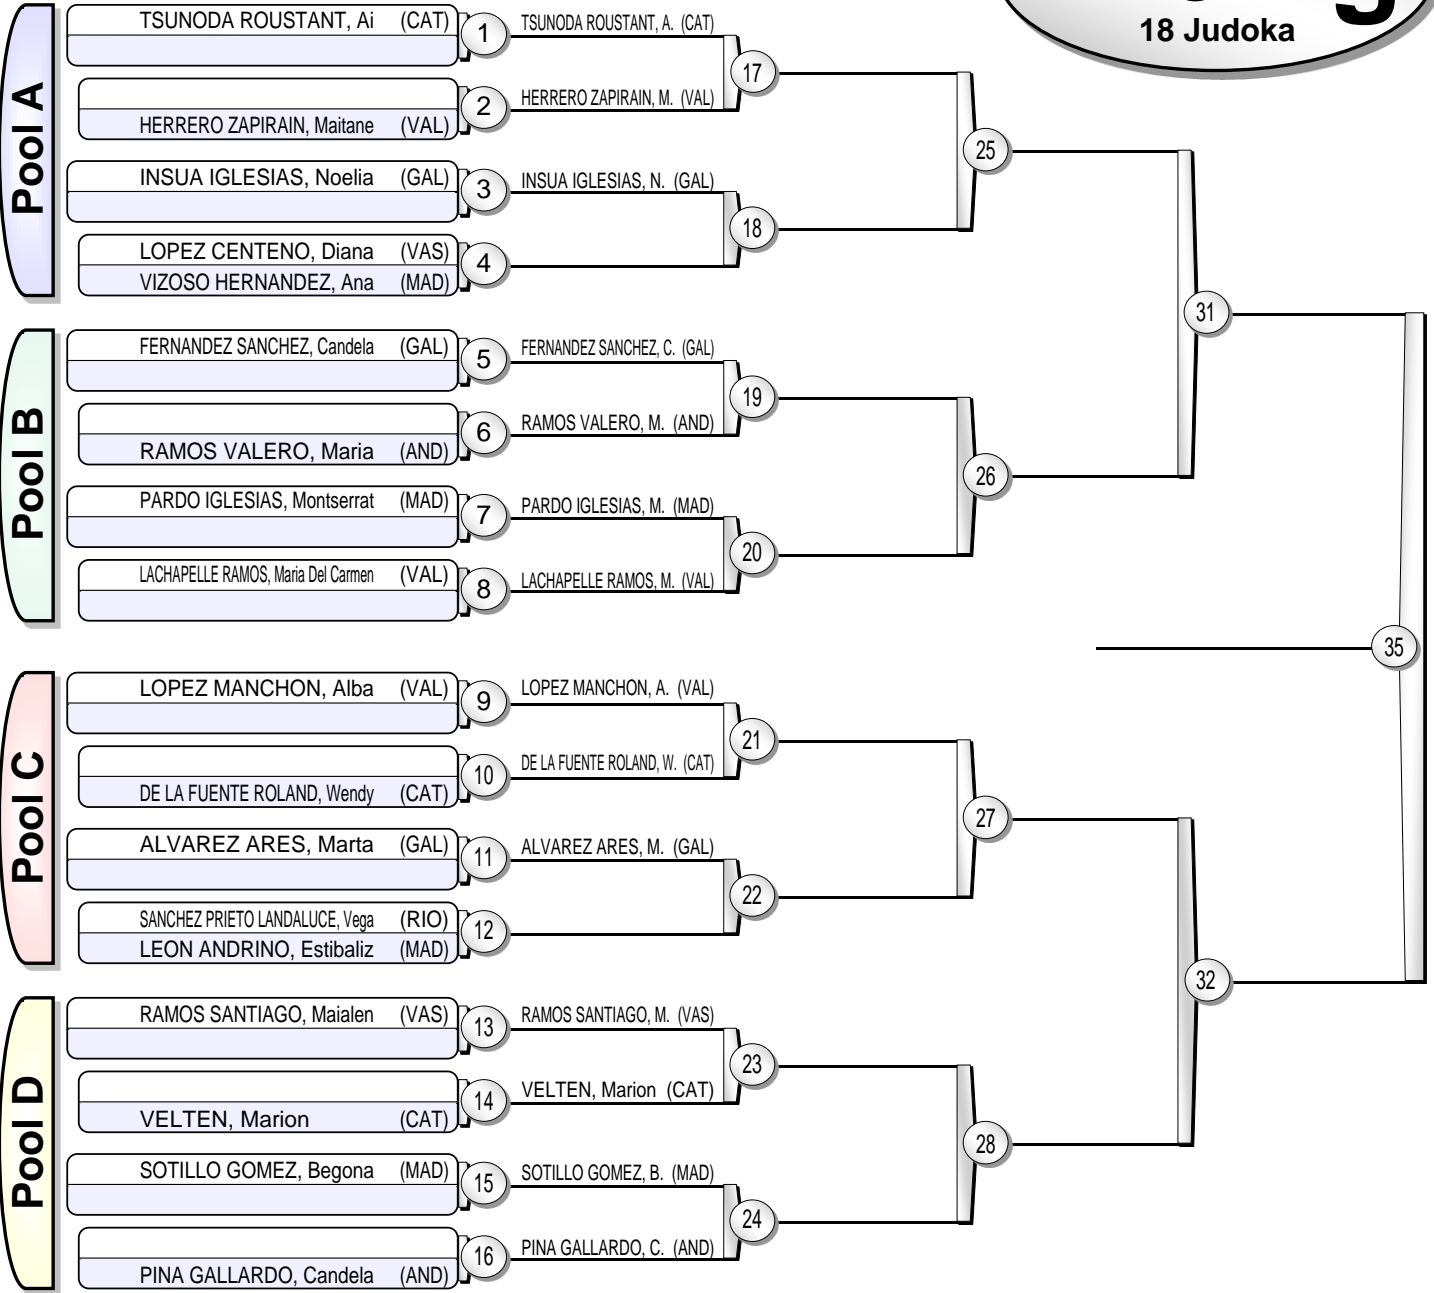 18 Judoka
Pool A
TSUNODA ROUSTANT, Ai (CAT)
1
TSUNODA ROUSTANT, A. (CAT)
17
2
HERRERO ZAPIRAIN, Maitane (VAL)
HERRERO ZAPIRAIN, M. (VAL)
25
INSUA IGLESIAS, Noelia (GAL)
3
INSUA IGLESIAS, N. (GAL)
18
LOPEZ CENTENO, Diana (VAS)
4
VIZOSO HERNANDEZ, Ana (MAD)
31
Pool B
FERNANDEZ SANCHEZ, Candela (GAL)
5
FERNANDEZ SANCHEZ, C. (GAL)
19
6
RAMOS VALERO, Maria (AND)
RAMOS VALERO, M. (AND)
26
PARDO IGLESIAS, Montserrat (MAD)
7
PARDO IGLESIAS, M. (MAD)
20
LACHAPELLE RAMOS, Maria Del Carmen (VAL)
8
LACHAPELLE RAMOS, M. (VAL)
35
Pool C
LOPEZ MANCHON, Alba (VAL)
9
LOPEZ MANCHON, A. (VAL)
21
10
DE LA FUENTE ROLAND, Wendy (CAT)
DE LA FUENTE ROLAND, W. (CAT)
27
ALVAREZ ARES, Marta (GAL)
11
ALVAREZ ARES, M. (GAL)
22
SANCHEZ PRIETO LANDALUCE, Vega (RIO)
12
LEON ANDRINO, Estibaliz (MAD)
32
Pool D
RAMOS SANTIAGO, Maialen (VAS)
13
RAMOS SANTIAGO, M. (VAS)
23
14
VELTEN, Marion (CAT)
VELTEN, Marion (CAT)
28
SOTILLO GOMEZ, Begona (MAD)
15
SOTILLO GOMEZ, B. (MAD)
24
16
PINA GALLARDO, Candela (AND)
PINA GALLARDO, C. (AND)